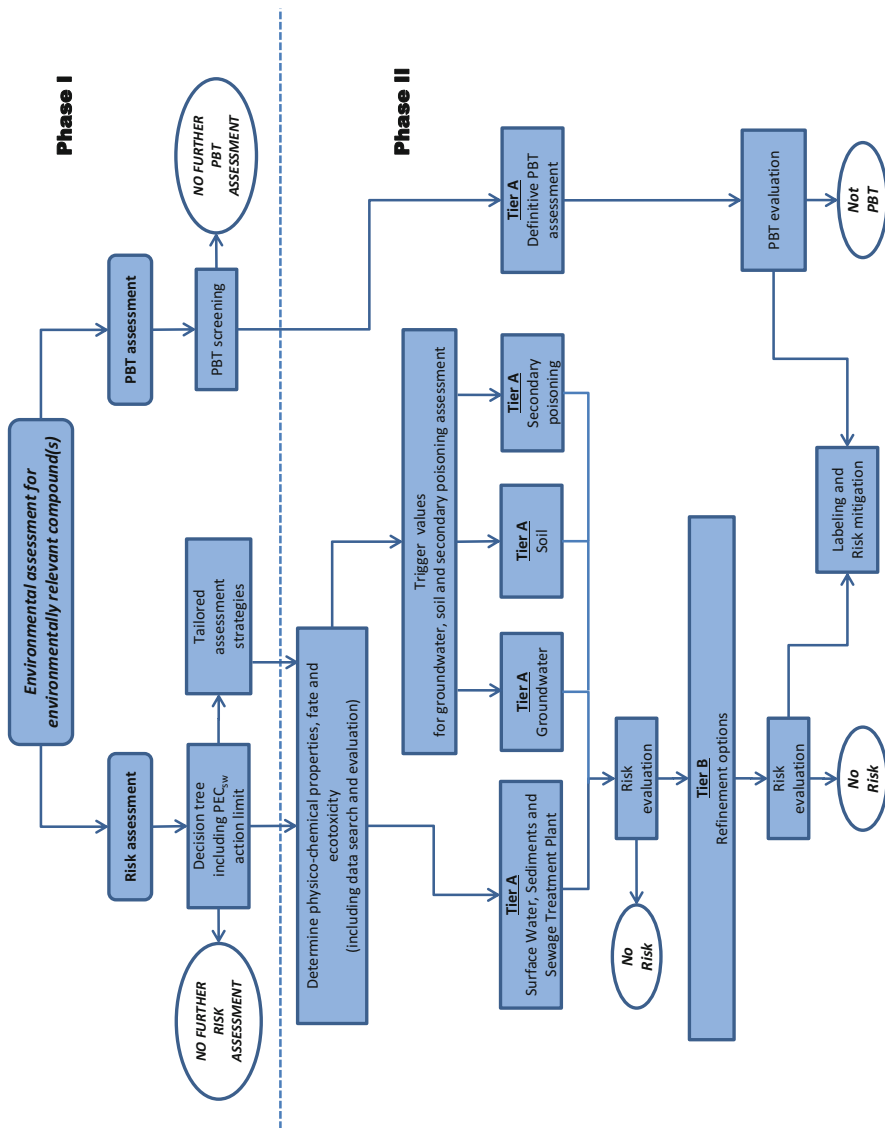 Phase I
Environmental assessment for
environmentally relevant compound(s)
Risk assessment
PBT assessment
NO FURTHER
RISK
ASSESSMENT
Decision tree
including PECsw
action limit
Tailored
assessment
strategies
PBT screening
NO FURTHER
PBT
ASSESSMENT
Phase II
Determine physico-chemical properties, fate and
ecotoxicity
(including data search and evaluation)
Trigger values
for groundwater, soil and secondary poisoning assessment
Tier A
Surface Water, Sediments and
Sewage Treatment Plant
Tier A
Groundwater
Tier A
Soil
Tier A
Secondary
poisoning
Tier A
Definitive PBT
assessment
No
Risk
Risk
evaluation
Tier B
Refinement options
Risk
evaluation
No
Risk
Labeling and
Risk mitigation
PBT evaluation
Not
PBT